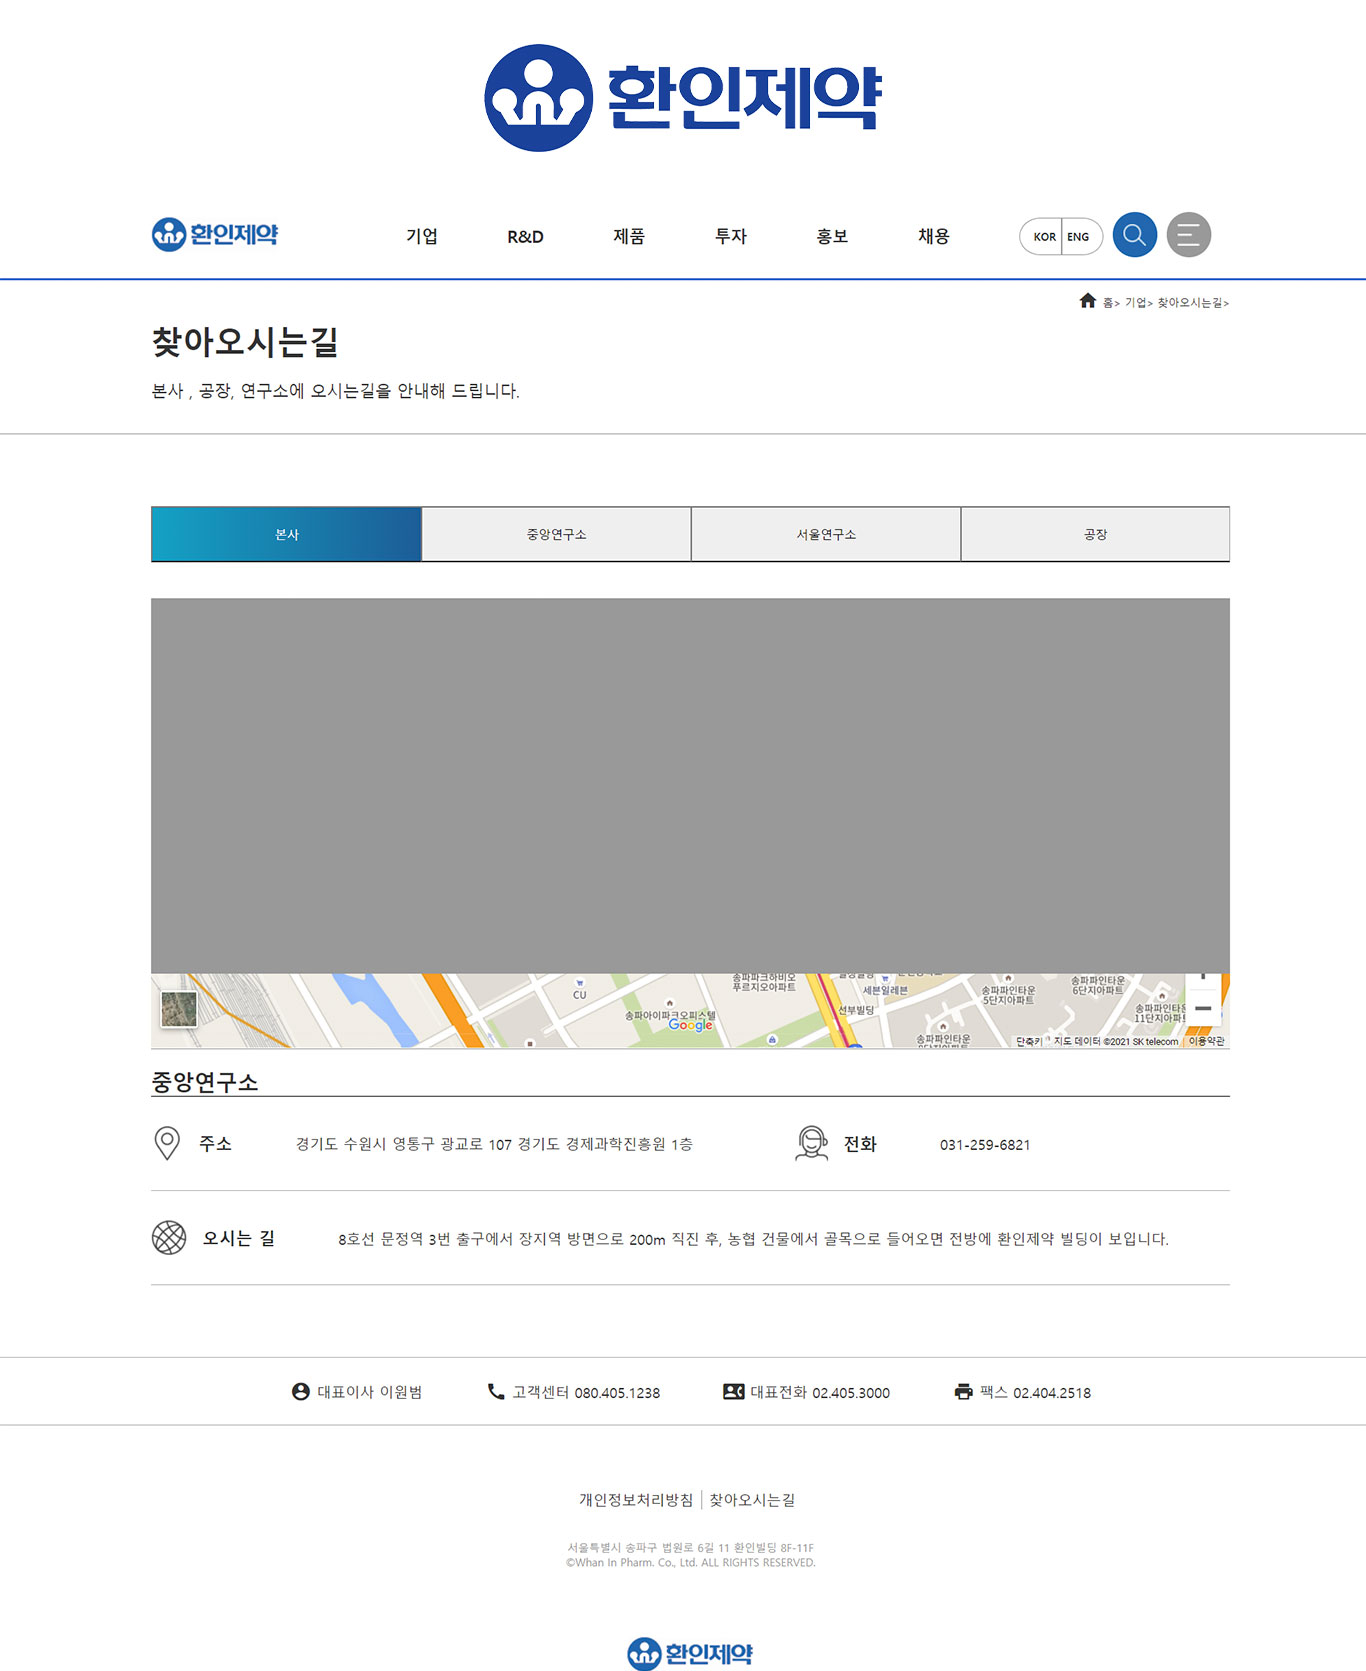 환인제약
환인제약
기업
R&D
제품
투자
홍보
채용
KOR
ENG
홈> 기업> 찾아오시는길>
찾아오시는길
본사 , 공장, 연구소에 오시는길을 안내해 드립니다.
본사
중앙연구소
서울연구소
공장
송파파크하비오
푸르지오아파트
세븐일레븐
송파파인타운
5단지아파트
송파파인타운
6단지아파트
CU
송파아이파크오피스텔
선부빌딩
송파파인타운
11단지아파트
Google
송파파인타운
단축키
지도 데이터 ©2021 SK telecom
이용약관
중앙연구소
주소
경기도 수원시 영통구 광교로 107 경기도 경제과학진흥원 1층
전화
031-259-6821
오시는 길
8호선 문정역 3번 출구에서 장지역 방면으로 200m 직진 후, 농협 건물에서 골목으로 들어오면 전방에 환인제약 빌딩이 보입니다.
대표이사 이원범
고객센터 080.405.1238
대표전화 02.405.3000
팩스 02.404.2518
개인정보처리방침
찾아오시는길
서울특별시 송파구 법원로 6길 11 환인빌딩 8F-11F
©Whan In Pharm. Co., Ltd. ALL RIGHTS RESERVED.
환인제약